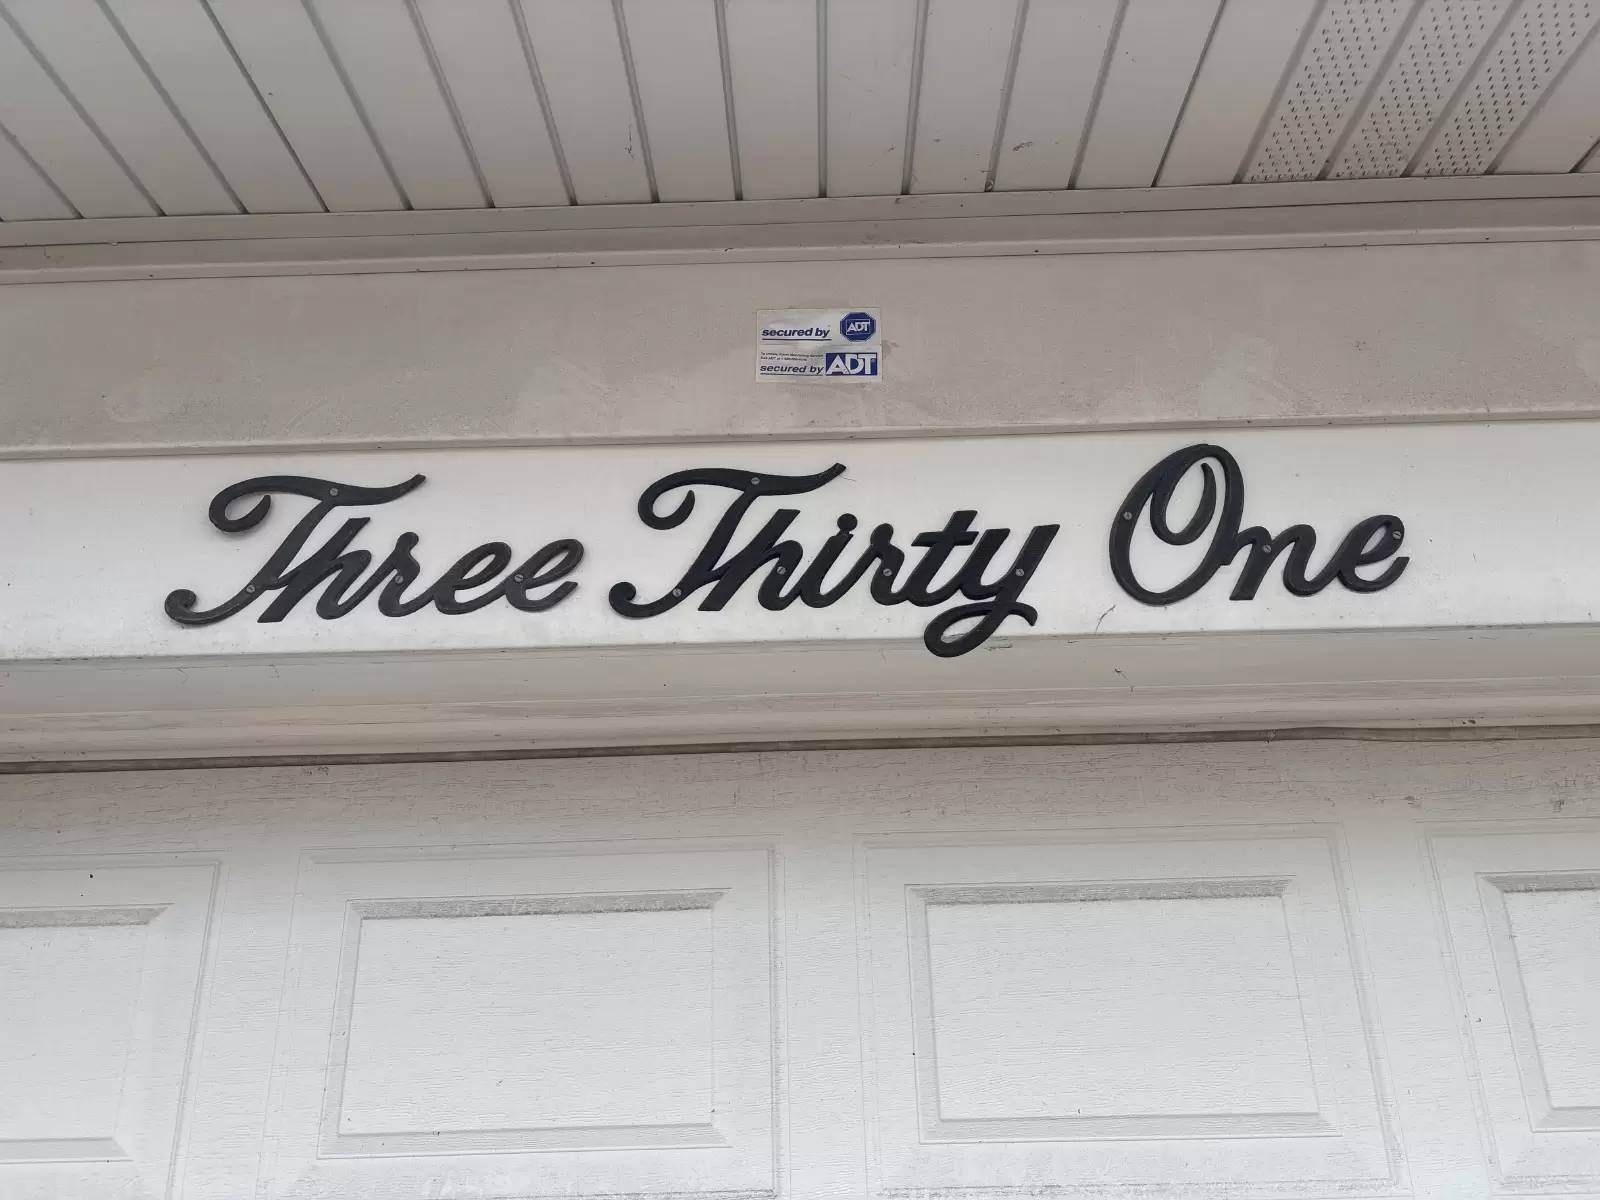 secured by ADT
secured by ADT
Three Thirty One